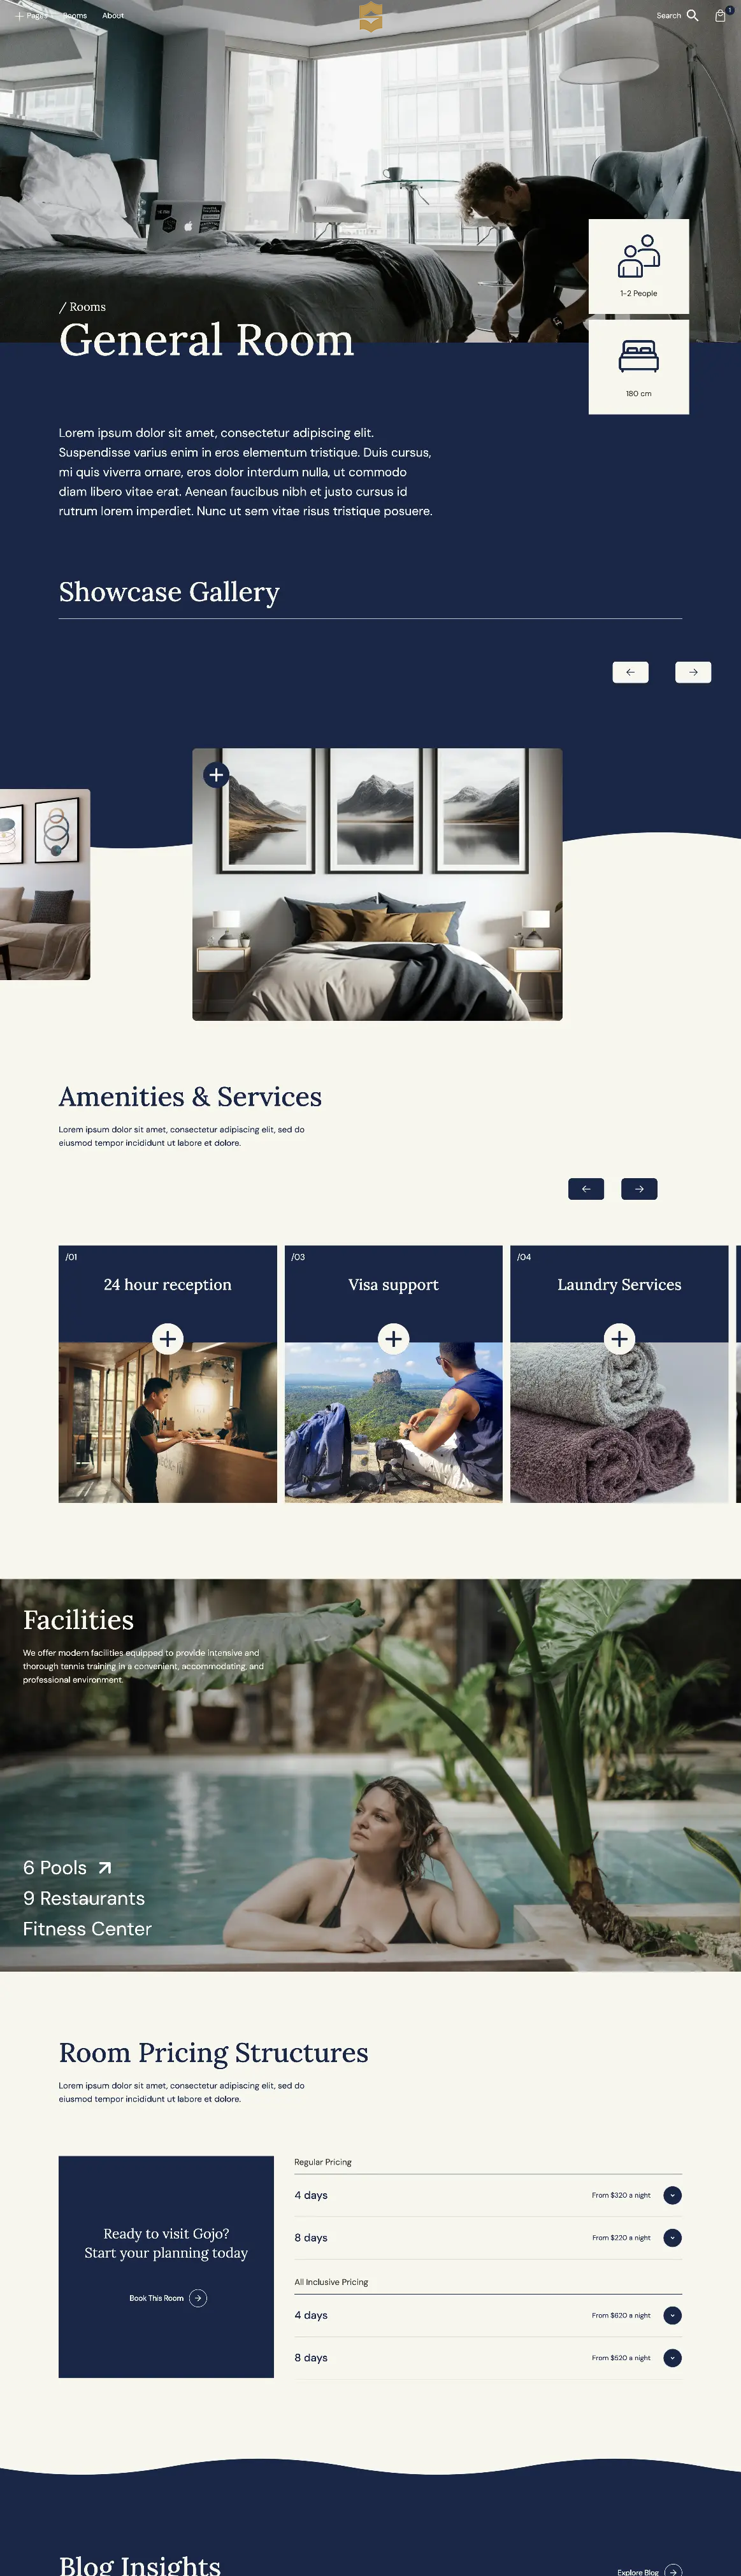 Pages
Rooms
About
Search
1
/ Rooms
General Room
1-2 People
180 cm
Lorem ipsum dolor sit amet, consectetur adipiscing elit.
Suspendisse varius enim in eros elementum tristique. Duis cursus,
mi quis viverra ornare, eros dolor interdum nulla, ut commodo
diam libero vitae erat. Aenean faucibus nibh et justo cursus id
rutrum lorem imperdiet. Nunc ut sem vitae risus tristique posuere.
Showcase Gallery
Amenities & Services
Lorem ipsum dolor sit amet, consectetur adipiscing elit, sed do
eiusmod tempor incididunt ut labore et dolore.
/01
24 hour reception
/03
Visa support
/04
Laundry Services
Facilities
We offer modern facilities equipped to provide intensive and
thorough tennis training in a convenient, accommodating, and
professional environment.
6 Pools
9 Restaurants
Fitness Center
Room Pricing Structures
Lorem ipsum dolor sit amet, consectetur adipiscing elit, sed do
eiusmod tempor incididunt ut labore et dolore.
Ready to visit Gojo?
Start your planning today
Book This Room
Regular Pricing
4 days
From $320 a night
8 days
From $220 a night
All Inclusive Pricing
4 days
From $620 a night
8 days
From $520 a night
Blog Insights
Explore Blog